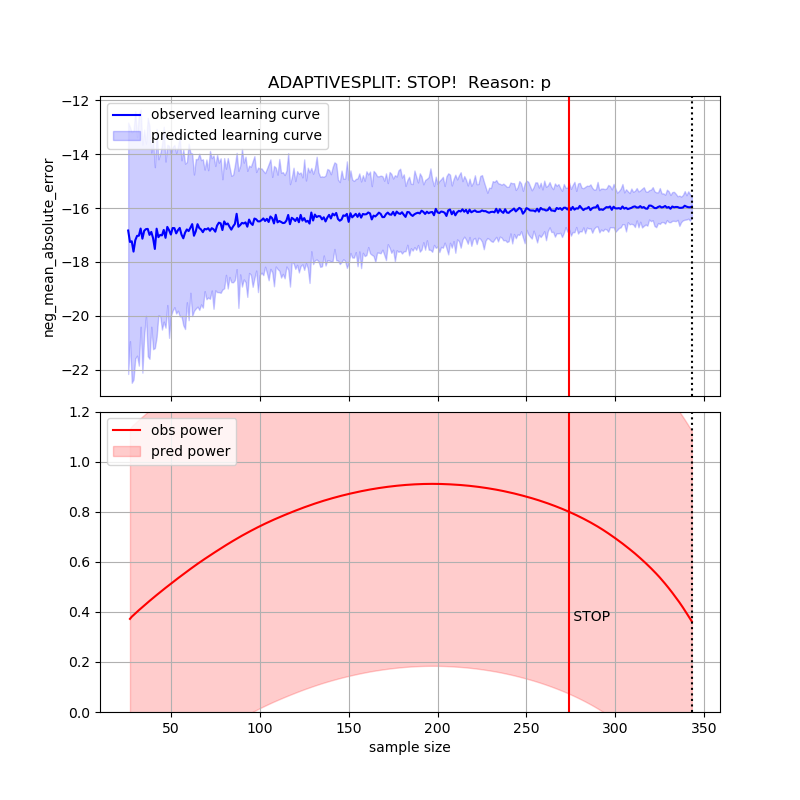 ADAPTIVESPLIT: STOP!  Reason: p
observed learning curve
predicted learning curve
neg_mean_absolute_error
−12
−14
−16
−18
−20
−22
obs power
pred power
1.2
1.0
0.8
0.6
0.4
0.2
0.0
STOP
50
100
150
200
250
300
350
sample size